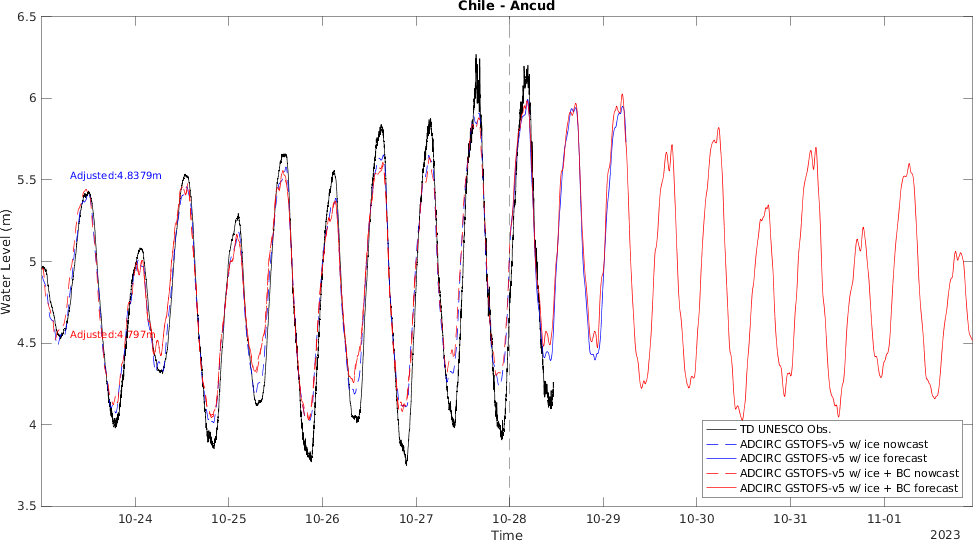 Chile - Ancud
6.5
6
5.5
5
4.5
4
3.5
Water Level (m)
Adjusted:4.8379m
Adjusted:4.797m
TD UNESCO Obs.
ADCIRC GSTOFS-v5 w/ ice nowcast
ADCIRC GSTOFS-v5 w/ ice forecast
ADCIRC GSTOFS-v5 w/ ice + BC nowcast
ADCIRC GSTOFS-v5 w/ ice + BC forecast
10-24 10-25 10-26 10-27 10-28 10-29 10-30 10-31 11-01
Time
2023